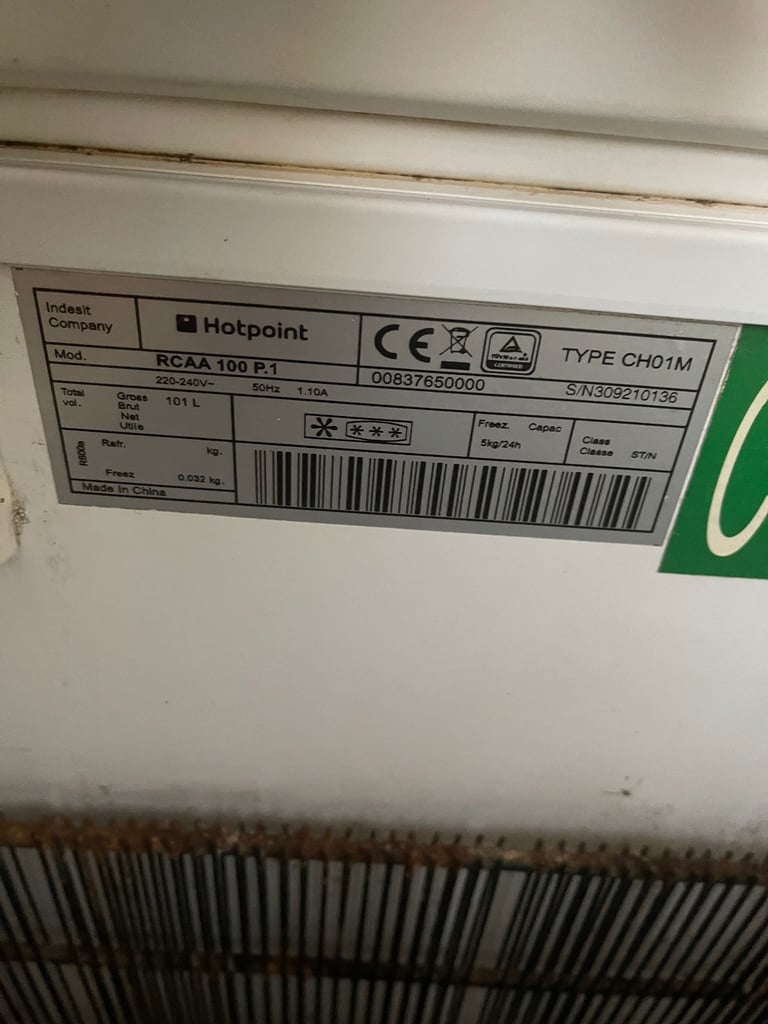 Indesit
Company
Hotpoint
CE
TYPE CH01M
Mod.
RCAA 100 P.1
00837650000
S/N309210136
220-240V~ 50Hz 1.10A
Total
vol.
Gross
Brut
Net
Utile
101 L
****
Freez. Capac
5kg/24h
Class
Classe
ST/N
R600a
Refr. kg.
Freez 0.032 kg.
Made in China